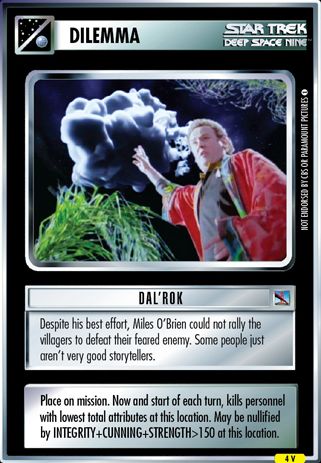 DILEMMA
STAR TREK
DEEP SPACE NINE
NOT ENDORSED BY CBS OR PARAMOUNT PICTURES
DAL'ROK
Despite his best effort, Miles O'Brien could not rally the
villagers to defeat their feared enemy. Some people just
aren't very good storytellers.
Place on mission. Now and start of each turn, kills personnel
with lowest total attributes at this location. May be nullified
by INTEGRITY+CUNNING+STRENGTH>150 at this location.
4 V